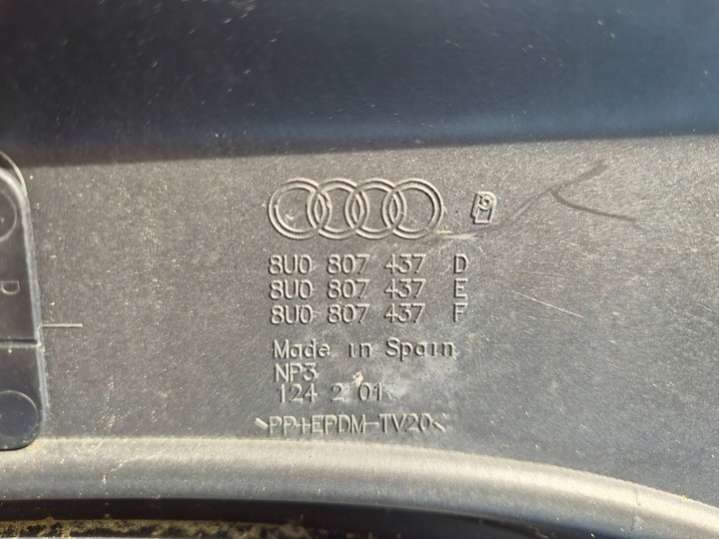 8U0 807 437 D
8U0 807 437 E
8U0 807 437 F
Made in Spain
NP3
124 2 01
>PP+EPDM-TV20<
D